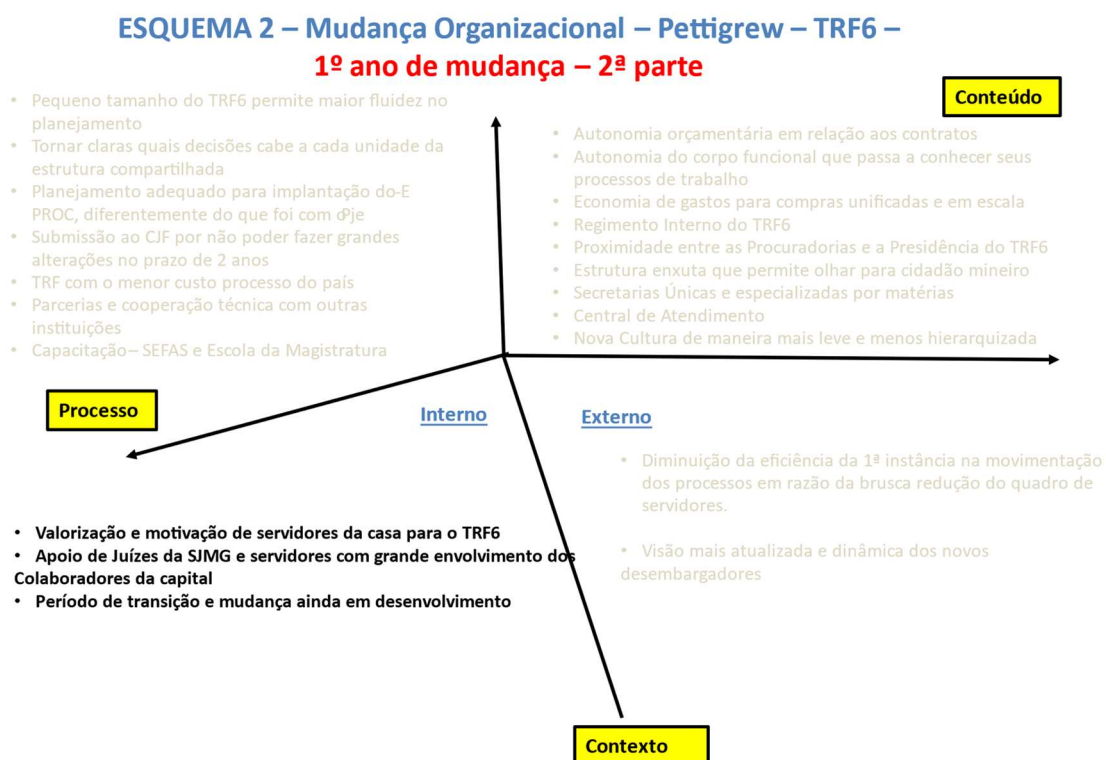 ESQUEMA 2 – Mudança Organizacional – Pettigrew – TRF6 –
1º ano de mudança – 2ª parte
Conteúdo
• Pequeno tamanho do TRF6 permite maior fluidez no
planejamento
• Tornar claras quais decisões cabe a cada unidade da
estrutura compartilhada
• Planejamento adequado para implantação do-E
PROC, diferentemente do que foi com o Pje
• Submissão ao CJF por não poder fazer grandes
alterações no prazo de 2 anos
• TRF com o menor custo processo do país
• Parcerias e cooperação técnica com outras
instituições
• Capacitação– SEFAS e Escola da Magistratura
• Autonomia orçamentária em relação aos contratos
• Autonomia do corpo funcional que passa a conhecer seus
processos de trabalho
• Economia de gastos para compras unificadas e em escala
• Regimento Interno do TRF6
• Proximidade entre as Procuradorias e a Presidência do TRF6
• Estrutura enxuta que permite olhar para cidadão mineiro
• Secretarias Únicas e especializadas por matérias
• Central de Atendimento
• Nova Cultura de maneira mais leve e menos hierarquizada
Processo
Interno
Externo
• Diminuição da eficiência da 1ª instância na movimentação
dos processos em razão da brusca redução do quadro de
servidores.
• Visão mais atualizada e dinâmica dos novos
desembargadores
• Valorização e motivação de servidores da casa para o TRF6
• Apoio de Juízes da SJMG e servidores com grande envolvimento dos
Colaboradores da capital
• Período de transição e mudança ainda em desenvolvimento
Contexto